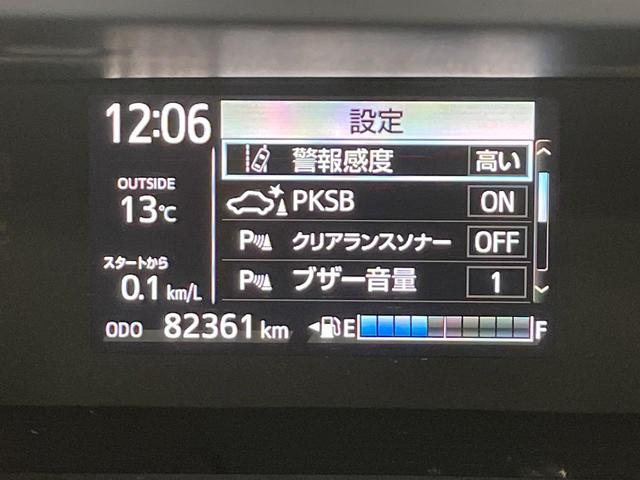 12:06
OUTSIDE
13℃
スタートから
0.1 km/L
設定
警報感度 高い
PKSB ON
P クリアランスソナー OFF
P ブザー音量 1
ODO 82361 km
E F